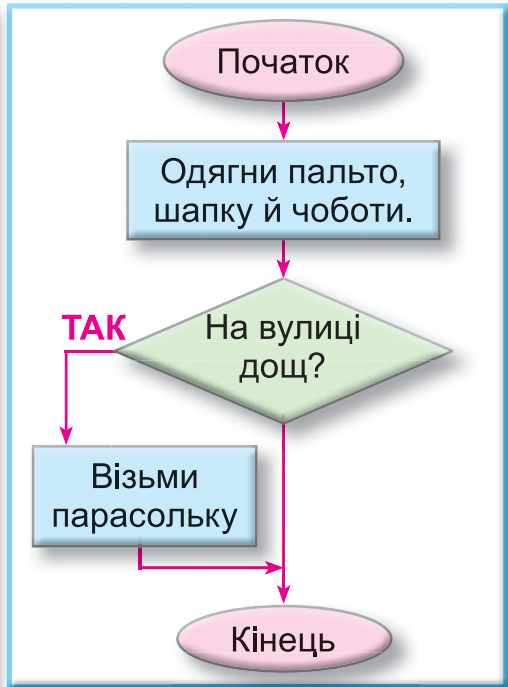 Початок
Одягни пальто,
шапку й чоботи.
ТАК
На вулиці
дощ?
Візьми
парасольку
Кінець